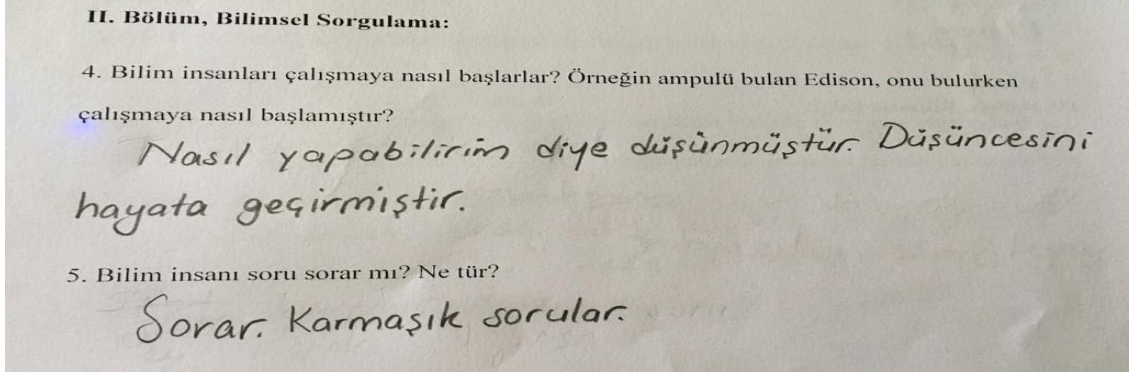 II. Bölüm, Bilimsel Sorgulama:
4. Bilim insanları çalışmaya nasıl başlarlar? Örneğin ampulü bulan Edison, onu bulurken
çalışmaya nasıl başlamıştır?
Nasıl yapabilirim diye düşünmüştür. Düşüncesini
hayata geçirmiştir.
5. Bilim insanı soru sorar mı? Ne tür?
Sorar. Karmaşık sorular.